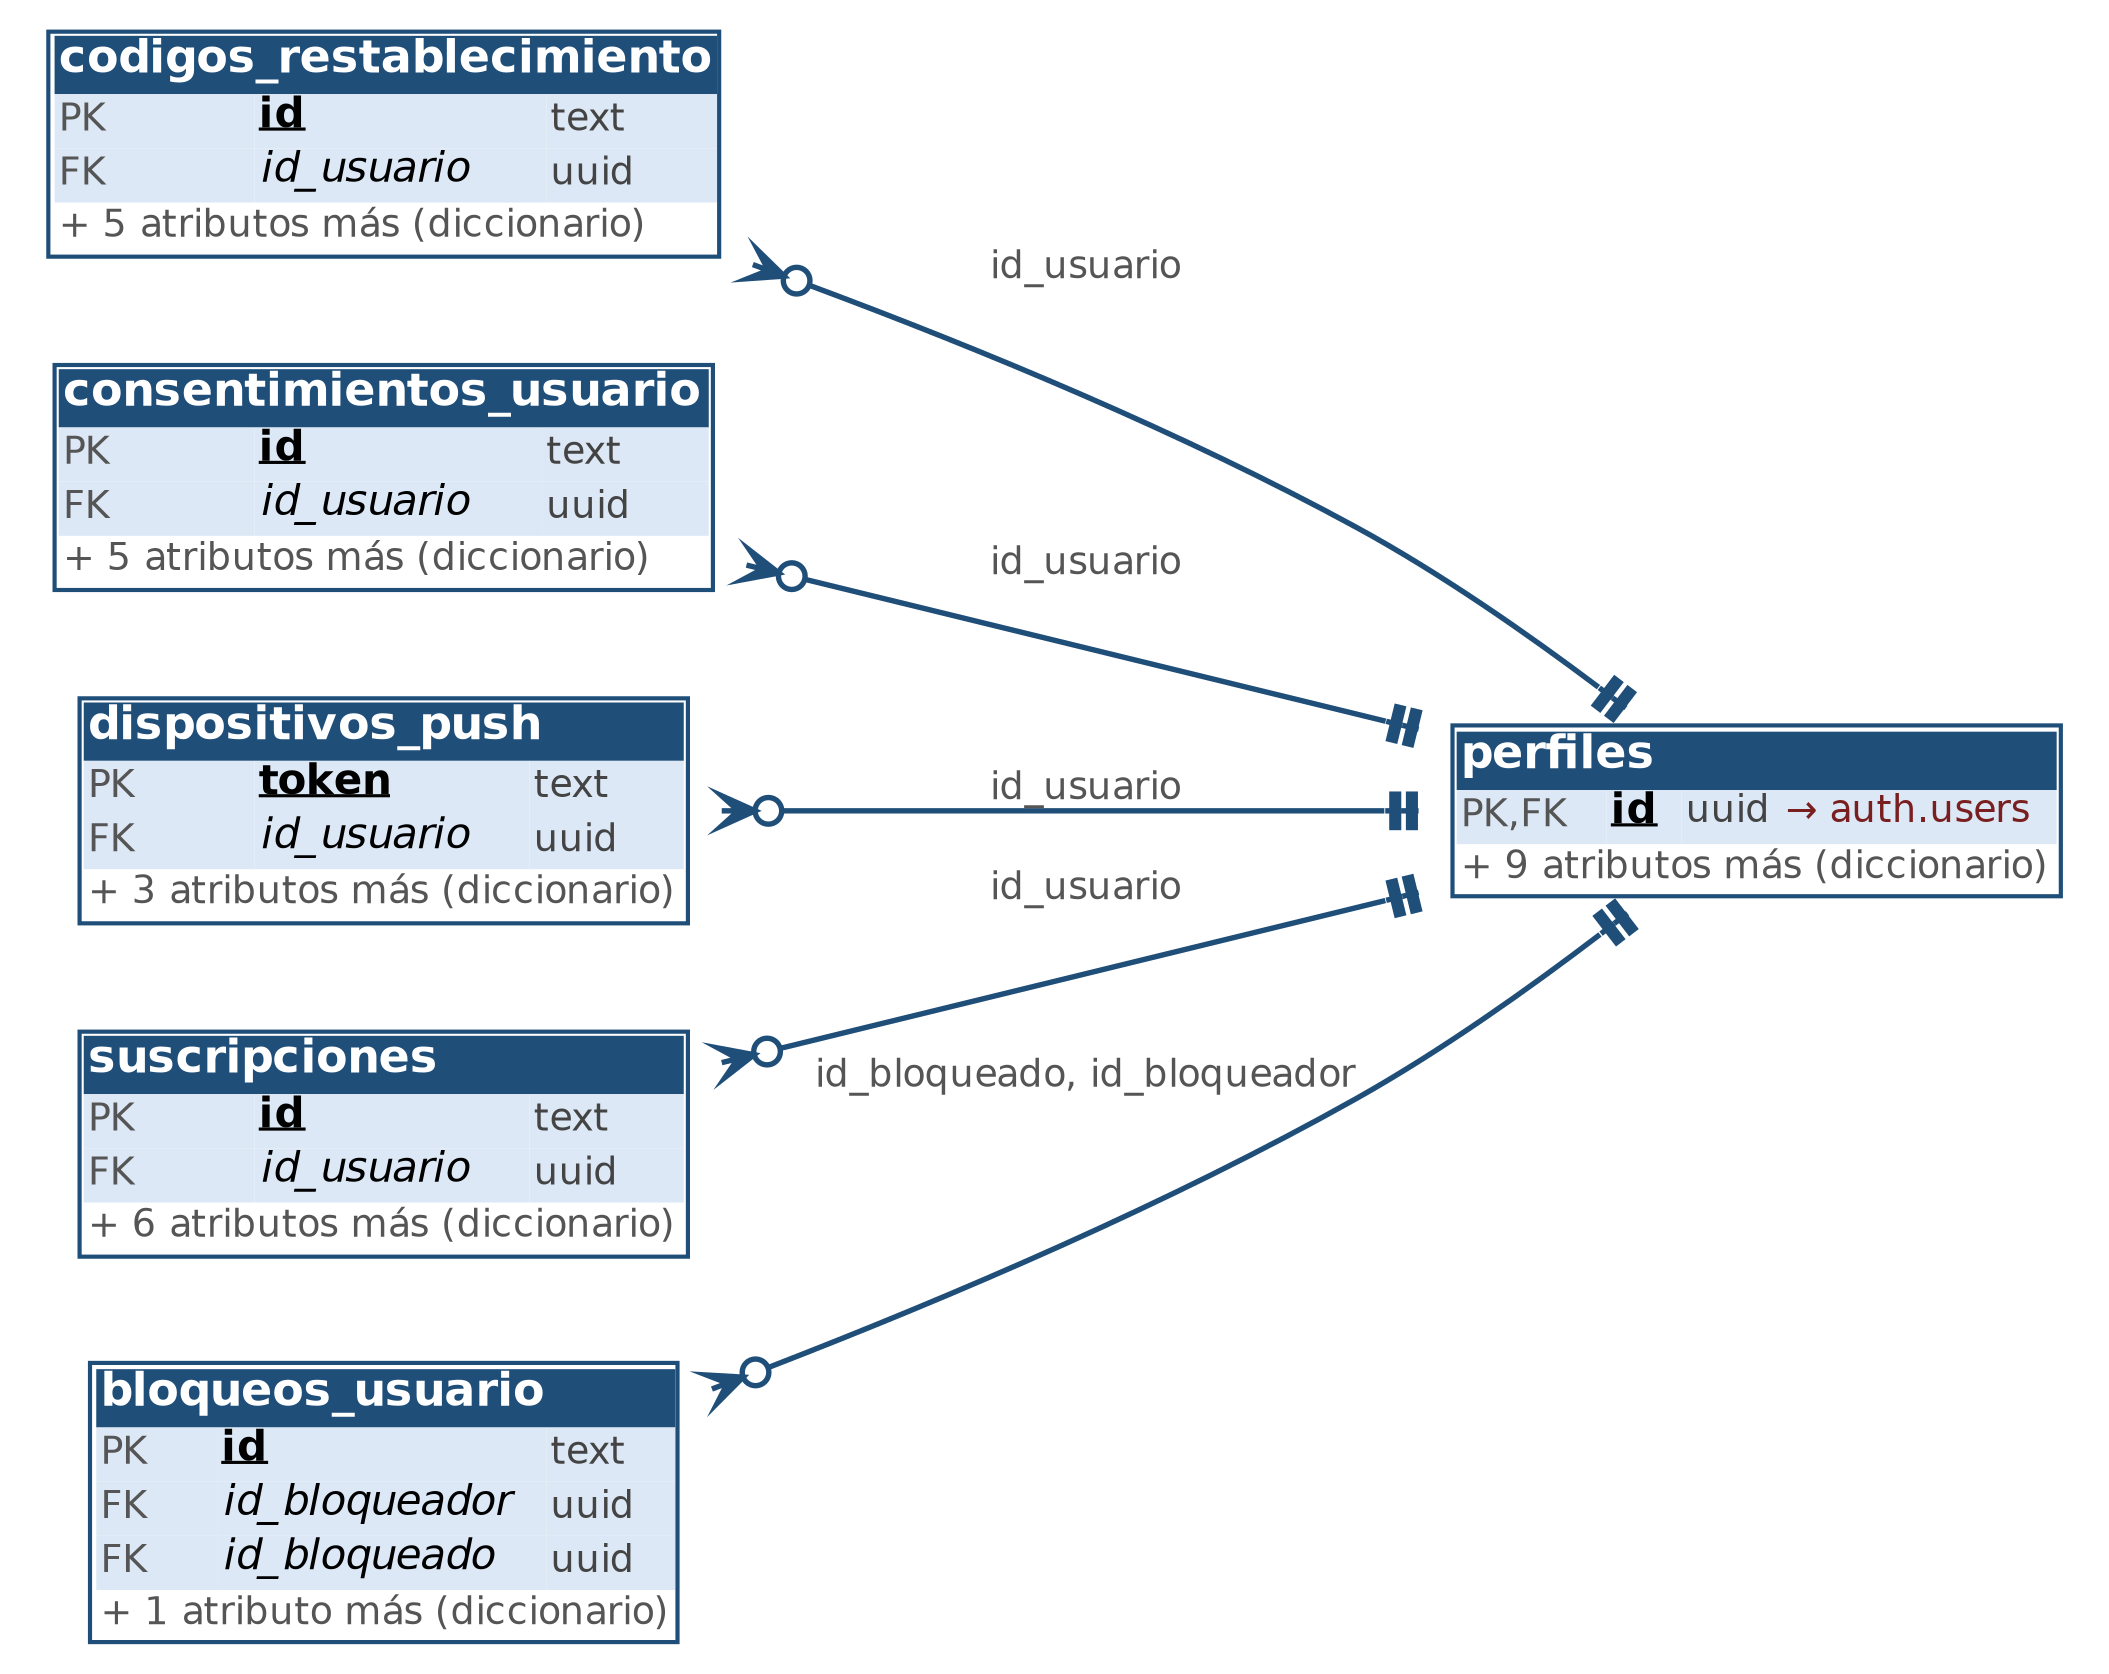 codigos_restablecimiento
PK id text
FK id_usuario uuid
+ 5 atributos más (diccionario)
id_usuario
consentimientos_usuario
PK id text
FK id_usuario uuid
+ 5 atributos más (diccionario)
id_usuario
dispositivos_push
PK token text
FK id_usuario uuid
+ 3 atributos más (diccionario)
id_usuario
perfiles
PK,FK id uuid → auth.users
+ 9 atributos más (diccionario)
id_usuario
suscripciones
PK id text
FK id_usuario uuid
+ 6 atributos más (diccionario)
id_bloqueado, id_bloqueador
bloqueos_usuario
PK id text
FK id_bloqueador uuid
FK id_bloqueado uuid
+ 1 atributo más (diccionario)